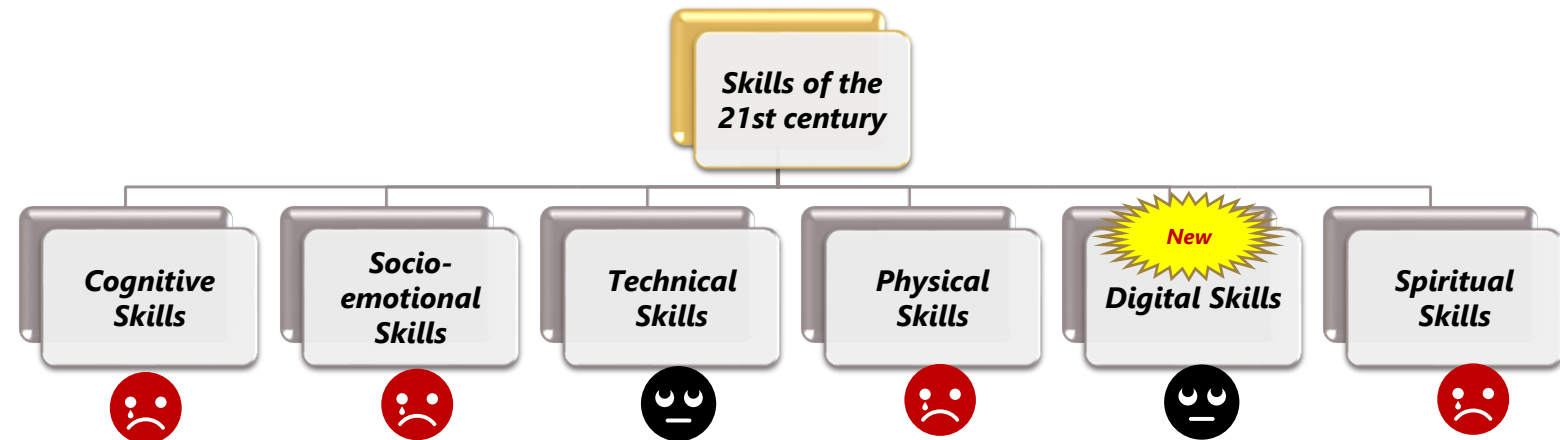 Skills of the
21st century
Cognitive
Skills
Socio-
emotional
Skills
Technical
Skills
Physical
Skills
New
Digital Skills
Spiritual
Skills